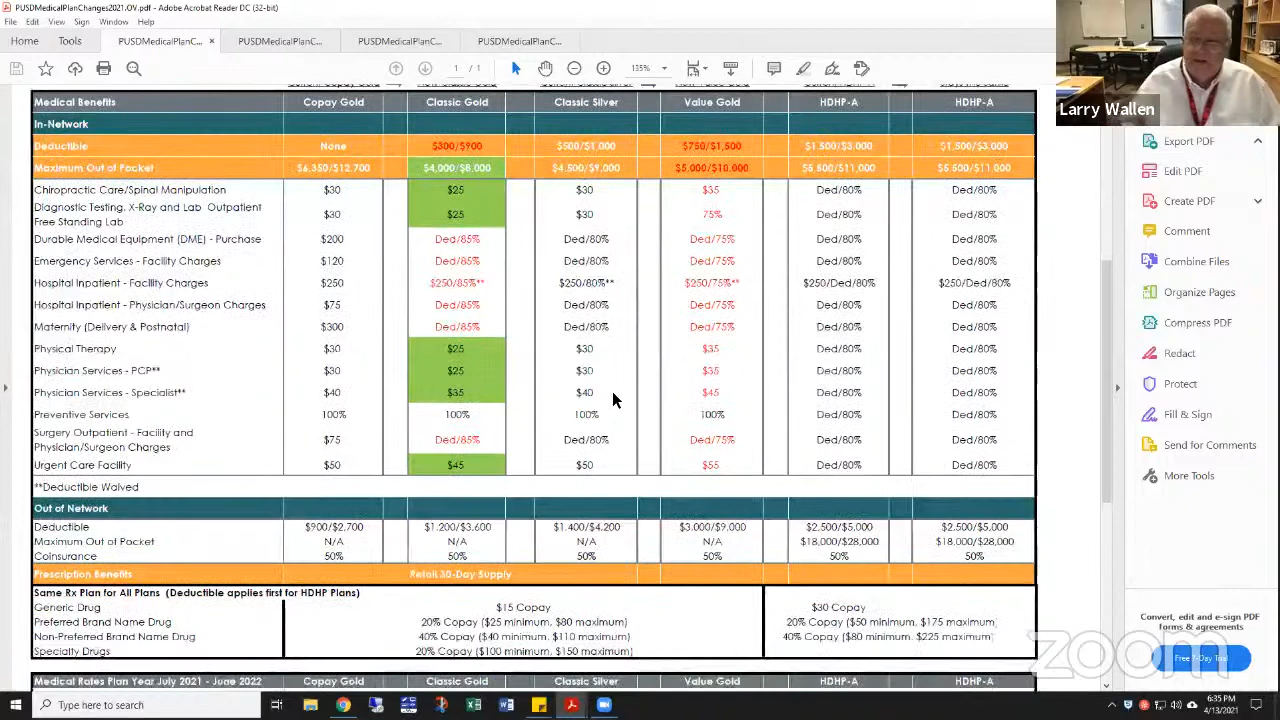 PUSDMedicalPlanChanges2021.OV.pdf - Adobe Acrobat Reader DC (32-bit)
File Edit View Sign Window Help
Home Tools PUSDMedicalPlanC... × PUSDMedicalPlanC... PUSDMedicalPlanC... PUSDMedicalPlanC...
1 / 1 135%
Larry Wallen
Medical Benefits Copay Gold Classic Gold Classic Silver Value Gold HDHP-A HDHP-A
In-Network
Deductible None $300/$900 $500/$1,000 $750/$1,500 $1,500/$3,000 $1,500/$3,000
Maximum Out of Pocket $6,350/$12,700 $4,000/$8,000 $4,500/$9,000 $5,000/$10,000 $5,500/$11,000 $5,500/$11,000
Chiropractic Care/Spinal Manipulation $30 $25 $30 $35 Ded/80% Ded/80%
Diagnostic Testing, X-Ray and Lab Outpatient
Free Standing Lab $30 $25 $30 75% Ded/80% Ded/80%
Durable Medical Equipment (DME) - Purchase $200 Ded/85% Ded/80% Ded/75% Ded/80% Ded/80%
Emergency Services - Facility Charges $120 Ded/85% Ded/80% Ded/75% Ded/80% Ded/80%
Hospital Inpatient - Facility Charges $250 $250/85%** $250/80%** $250/75%** $250/Ded/80% $250/Ded/80%
Hospital Inpatient - Physician/Surgeon Charges $75 Ded/85% Ded/80% Ded/75% Ded/80% Ded/80%
Maternity (Delivery & Postnatal) $300 Ded/85% Ded/80% Ded/75% Ded/80% Ded/80%
Physical Therapy $30 $25 $30 $35 Ded/80% Ded/80%
Physician Services - PCP** $30 $25 $30 $35 Ded/80% Ded/80%
Physician Services - Specialist** $40 $35 $40 $45 Ded/80% Ded/80%
Preventive Services 100% 100% 100% 100% Ded/80% Ded/80%
Surgery Outpatient - Facility and
Physician/Surgeon Charges $75 Ded/85% Ded/80% Ded/75% Ded/80% Ded/80%
Urgent Care Facility $50 $45 $50 $55 Ded/80% Ded/80%
**Deductible Waived
Out of Network
Deductible $900/$2,700 $1,200/$3,600 $1,400/$4,200 $3,000/$9,000 $2,500/$5,000 $2,500/$5,000
Maximum Out of Pocket N/A N/A N/A N/A $18,000/$28,000 $18,000/$28,000
Coinsurance 50% 50% 50% 50% 50% 50%
Prescription Benefits Retail 30-Day Supply
Same Rx Plan for All Plans (Deductible applies first for HDHP Plans)
Generic Drug $15 Copay $30 Copay
Preferred Brand Name Drug 20% Copay ($25 minimum, $80 maximum) 20% Copay ($50 minimum, $175 maximum)
Non-Preferred Brand Name Drug 40% Copay ($40 minimum, $110 maximum) 40% Copay ($80 minimum, $225 maximum)
Specialty Drugs 20% Copay ($100 minimum, $150 maximum)
Medical Rates Plan Year July 2021 - June 2022 Copay Gold Classic Gold Classic Silver Value Gold HDHP-A HDHP-A
Export PDF
Edit PDF
Create PDF
Comment
Combine Files
Organize Pages
Compress PDF
Redact
Protect
Fill & Sign
Send for Comments
More Tools
Convert, edit and e-sign PDF
forms & agreements
Free 7-Day Trial
zoom
Type here to search
6:35 PM
4/13/2021